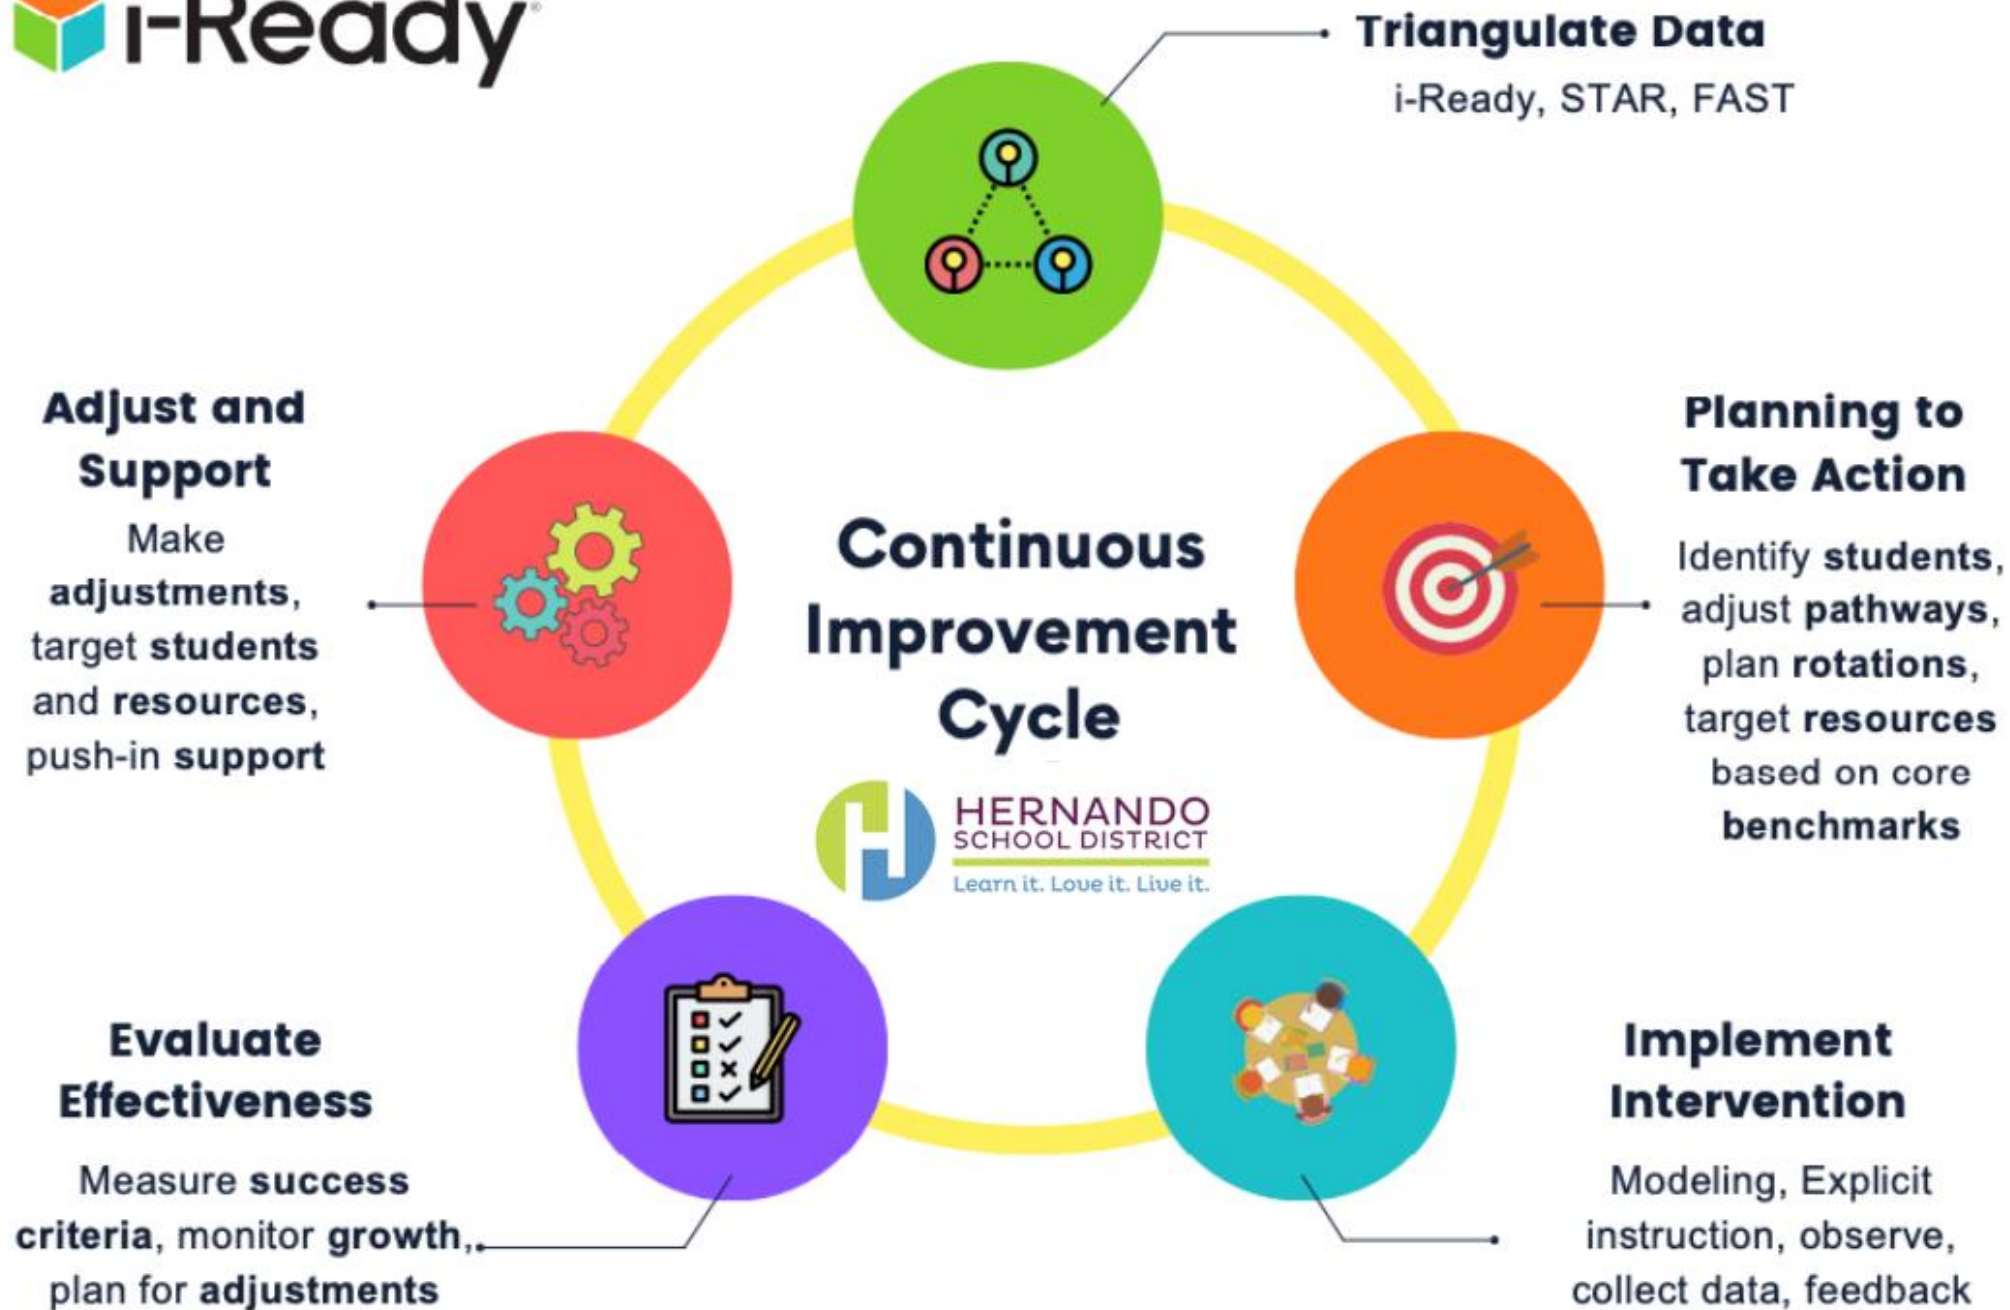 i-Ready
Triangulate Data
i-Ready, STAR, FAST
Planning to
Take Action
Identify students,
adjust pathways,
plan rotations,
target resources
based on core
benchmarks
Implement
Intervention
Modeling, Explicit
instruction, observe,
collect data, feedback
Evaluate
Effectiveness
Measure success
criteria, monitor growth,
plan for adjustments
Adjust and
Support
Make
adjustments,
target students
and resources,
push-in support
Continuous
Improvement
Cycle
HERNANDO
SCHOOL DISTRICT
Learn it. Love it. Live it.